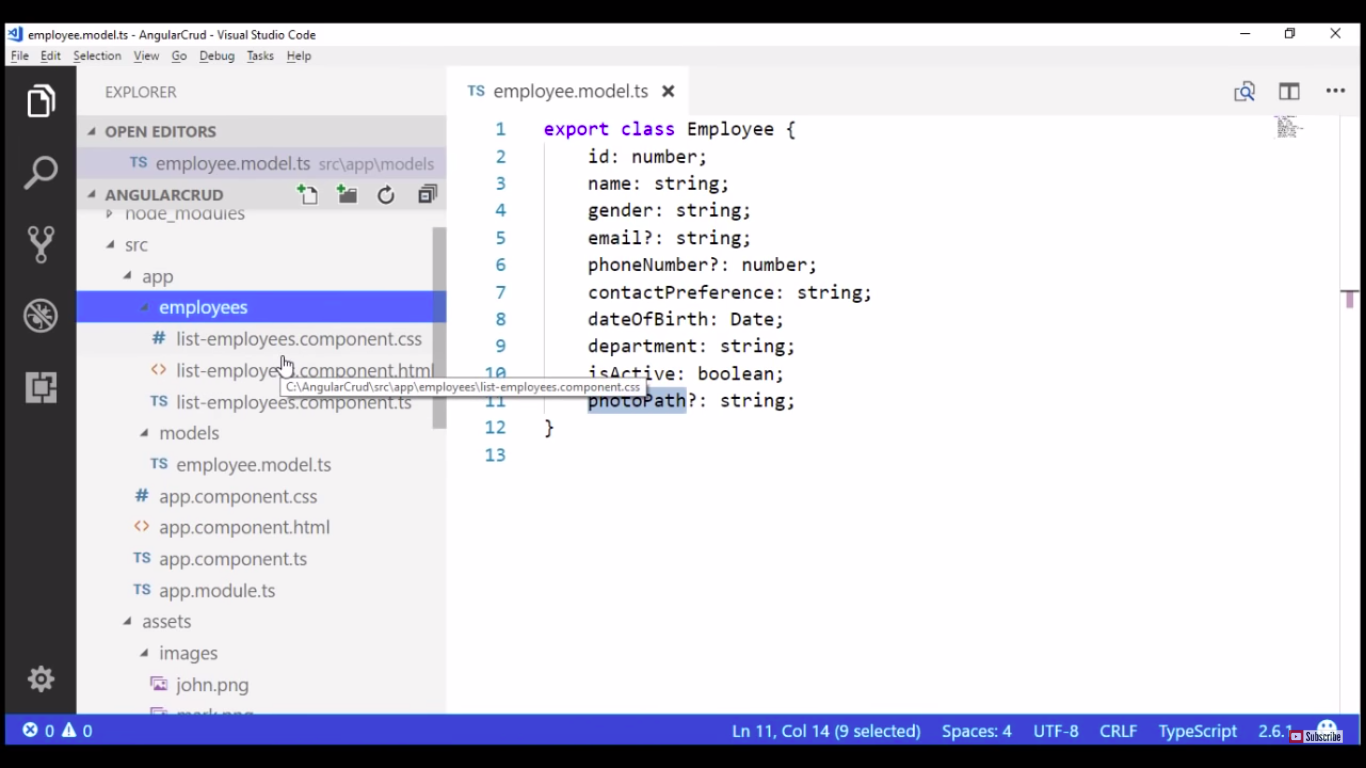 employee.model.ts - AngularCrud - Visual Studio Code
File Edit Selection View Go Debug Tasks Help
EXPLORER
OPEN EDITORS
TS employee.model.ts src\app\models
ANGULARCRUD
node_modules
src
app
employees
# list-employees.component.css
<> list-employees.component.html
C:\AngularCrud\src\app\employees\list-employees.component.css
TS list-employees.component.ts
models
TS employee.model.ts
# app.component.css
<> app.component.html
TS app.component.ts
TS app.module.ts
assets
images
john.png
mark.png
TS employee.model.ts
1 export class Employee {
2 id: number;
3 name: string;
4 gender: string;
5 email?: string;
6 phoneNumber?: number;
7 contactPreference: string;
8 dateOfBirth: Date;
9 department: string;
10 isActive: boolean;
11 photoPath?: string;
12 }
13
0 0 Ln 11, Col 14 (9 selected) Spaces: 4 UTF-8 CRLF TypeScript 2.6.1
Subscribe